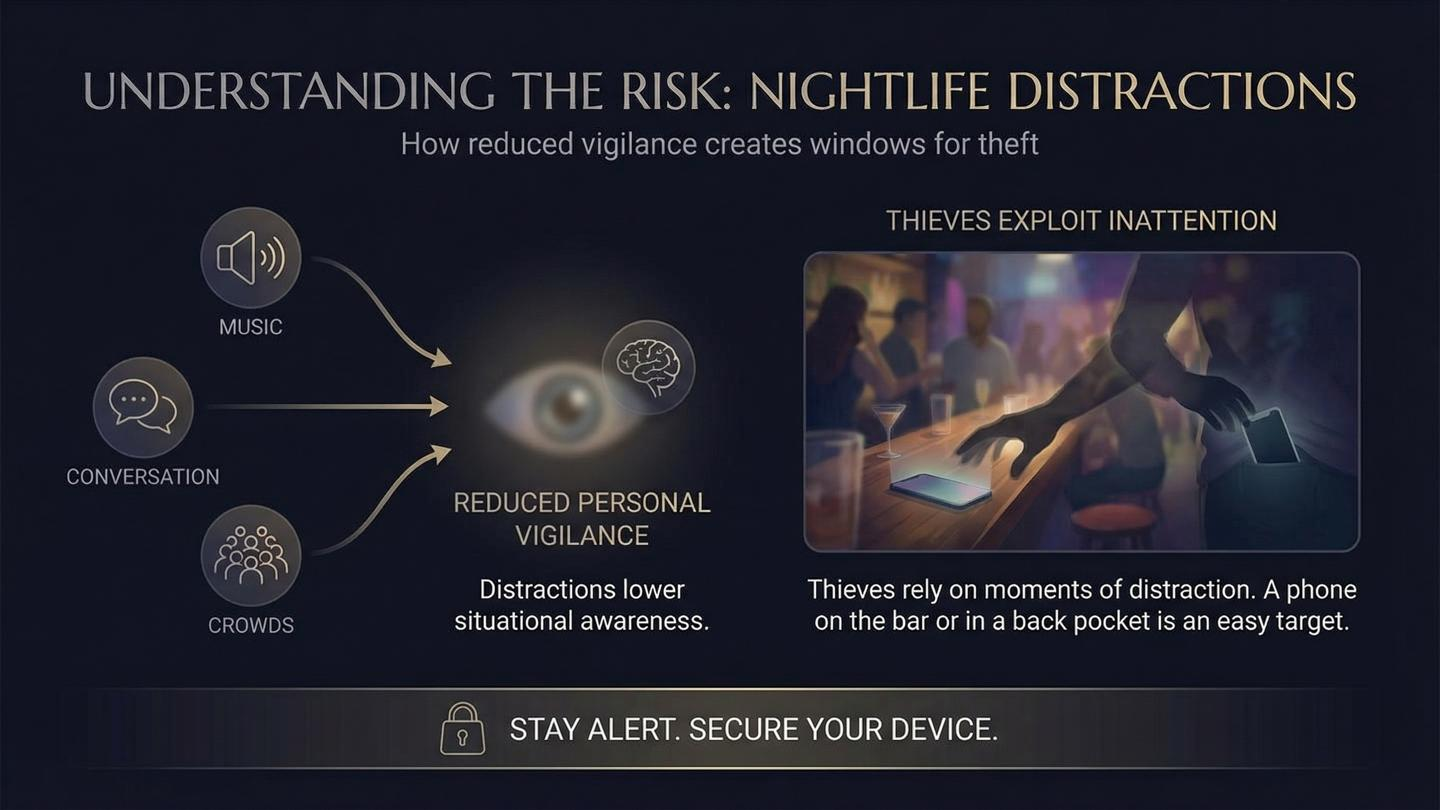 UNDERSTANDING THE RISK: NIGHTLIFE DISTRACTIONS
How reduced vigilance creates windows for theft
MUSIC
CONVERSATION
CROWDS
REDUCED PERSONAL
VIGILANCE
Distractions lower
situational awareness.
THIEVES EXPLOIT INATTENTION
Thieves rely on moments of distraction. A phone
on the bar or in a back pocket is an easy target.
STAY ALERT. SECURE YOUR DEVICE.